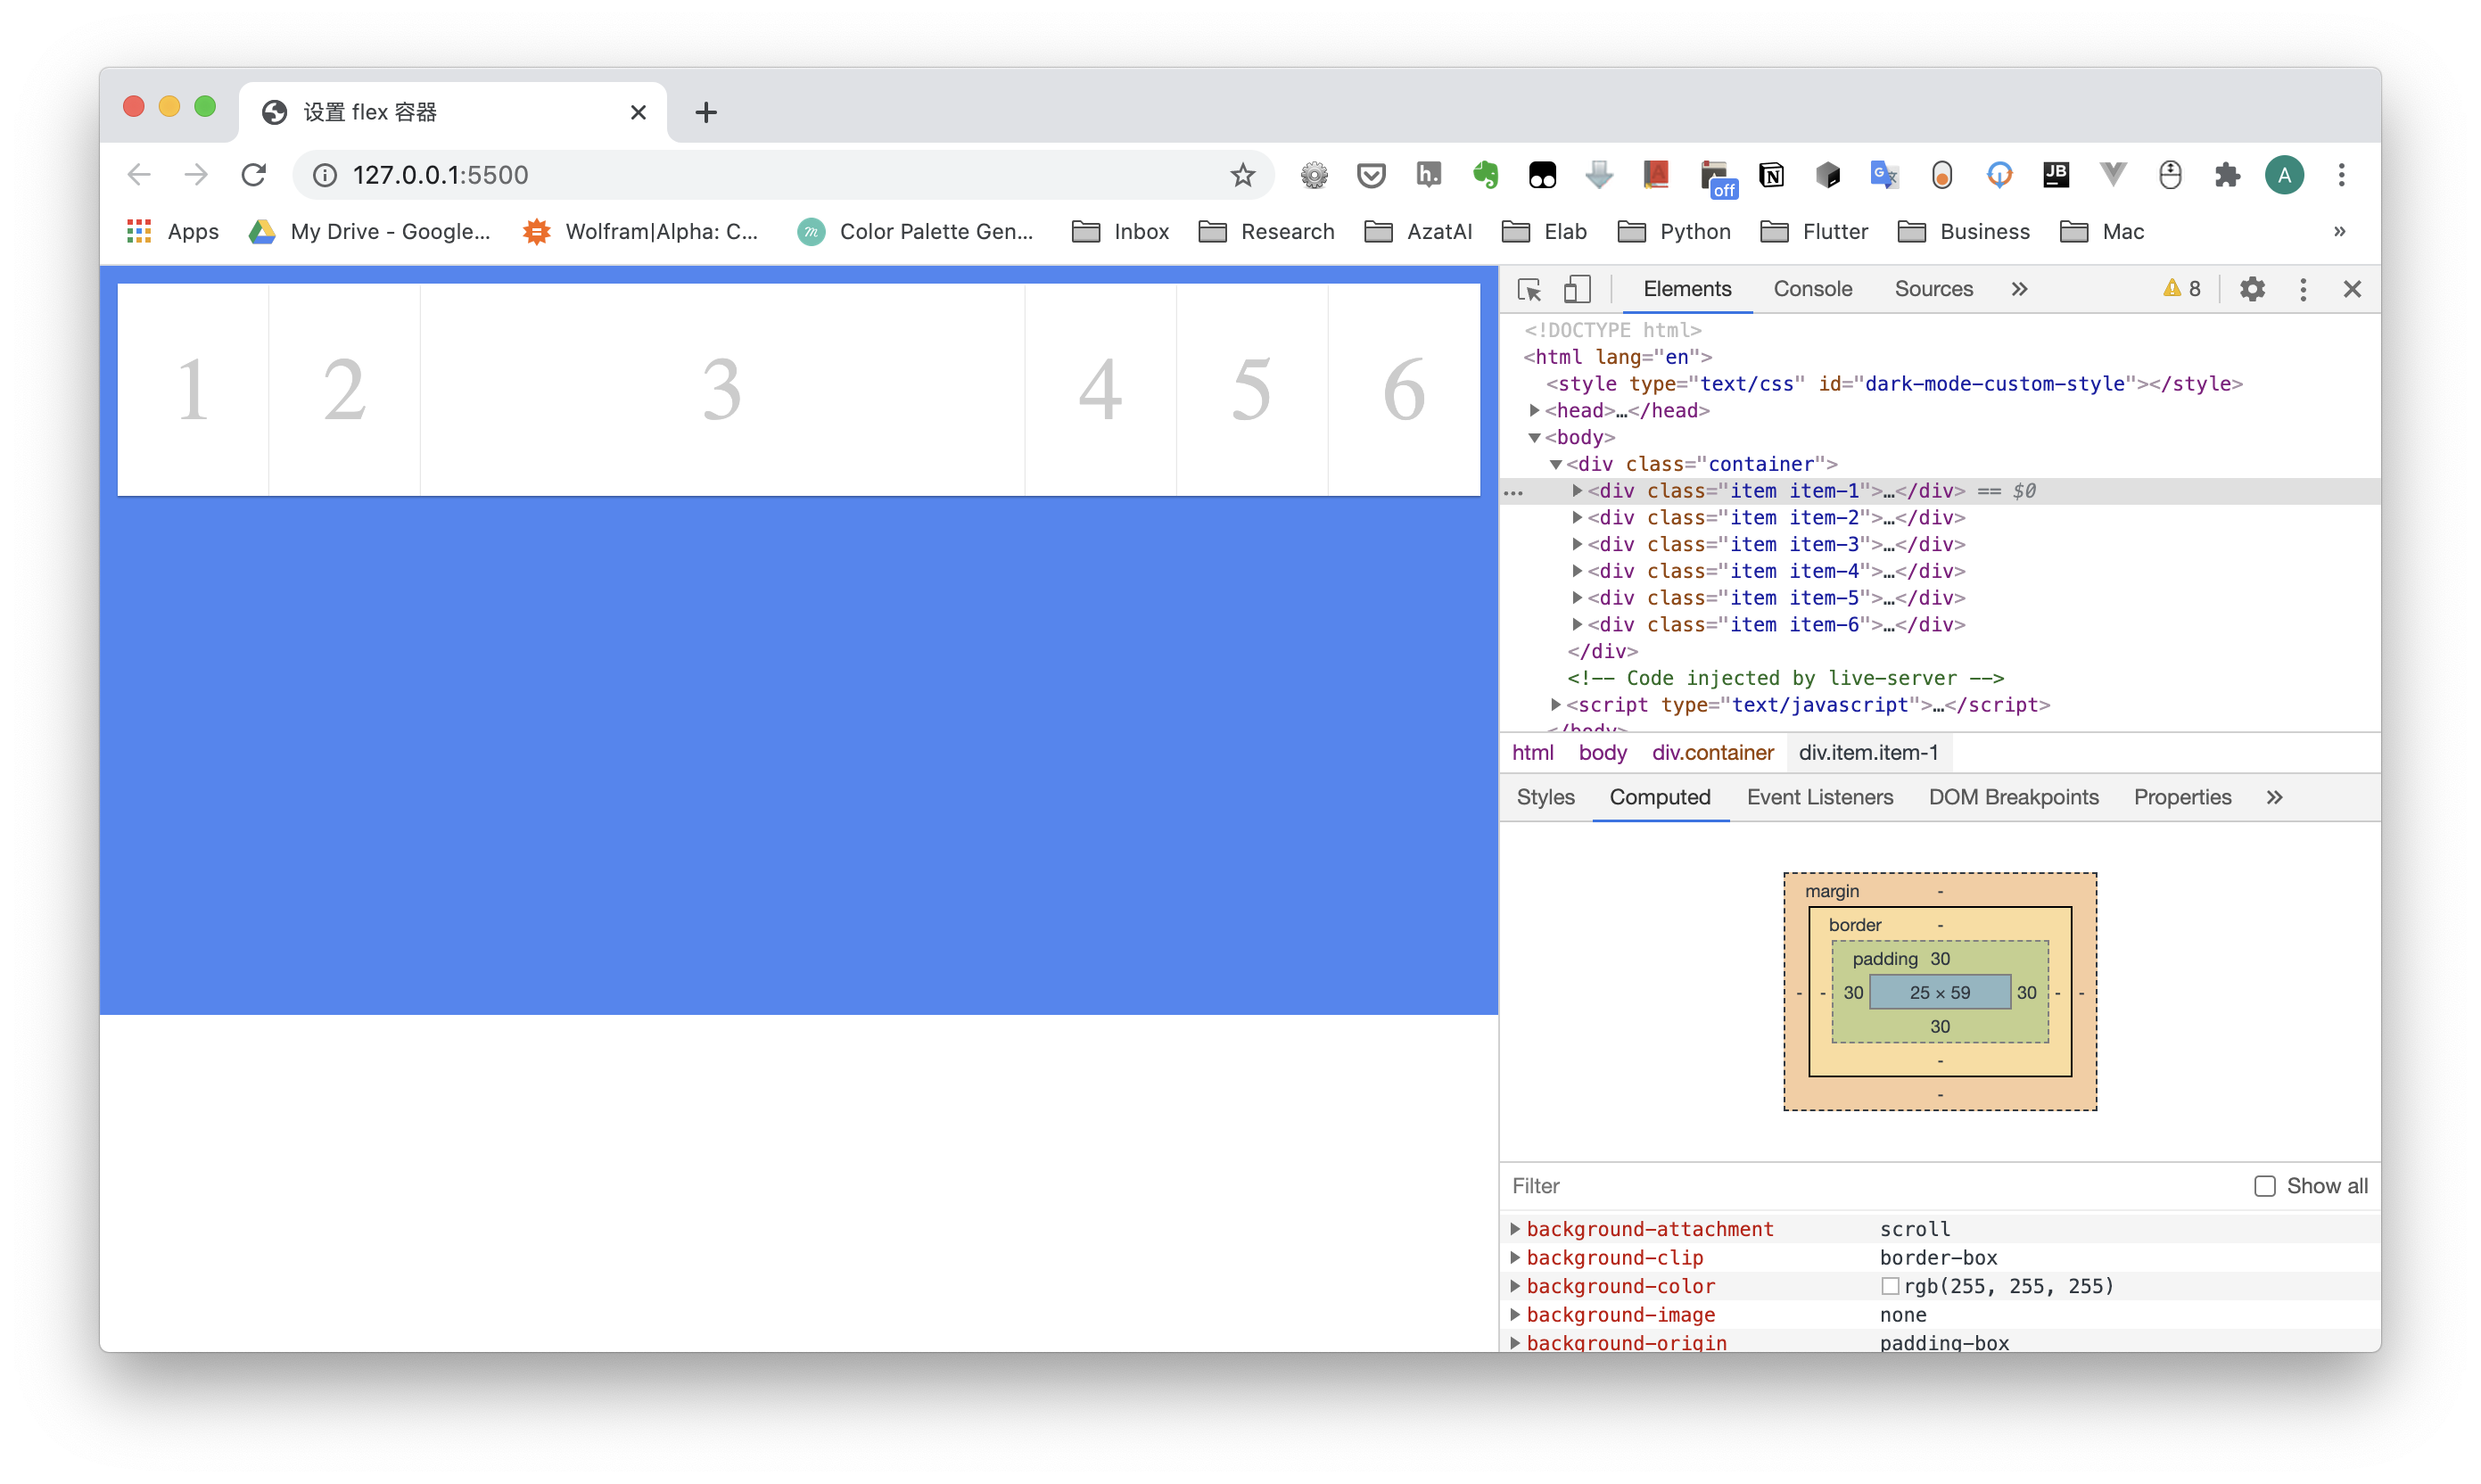 设置 flex 容器
127.0.0.1:5500
h. off N G 文 JB A
Apps My Drive - Google... Wolfram|Alpha: C... m Color Palette Gen... Inbox Research AzatAI Elab Python Flutter Business Mac »
1 2 3 4 5 6
Elements Console Sources » 8
<!DOCTYPE html>
<html lang="en">
<style type="text/css" id="dark-mode-custom-style"></style>
<head>…</head>
<body>
<div class="container">
... <div class="item item-1">…</div> == $0
<div class="item item-2">…</div>
<div class="item item-3">…</div>
<div class="item item-4">…</div>
<div class="item item-5">…</div>
<div class="item item-6">…</div>
</div>
<!-- Code injected by live-server -->
<script type="text/javascript">…</script>
</body>
html body div.container div.item.item-1
Styles Computed Event Listeners DOM Breakpoints Properties »
margin -
border -
padding 30
- - 30 25 × 59 30 - -
30
-
-
Filter Show all
background-attachment scroll
background-clip border-box
background-color rgb(255, 255, 255)
background-image none
background-origin padding-box